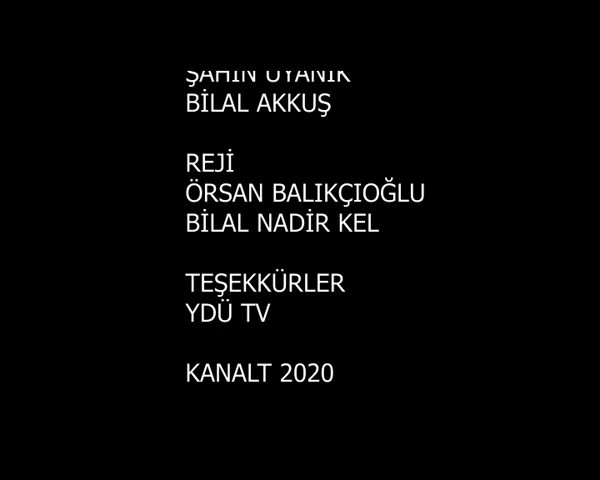 ŞAHİN UYANIK
BİLAL AKKUŞ
REJİ
ÖRSAN BALIKÇIOĞLU
BİLAL NADİR KEL
TEŞEKKÜRLER
YDÜ TV
KANALT 2020